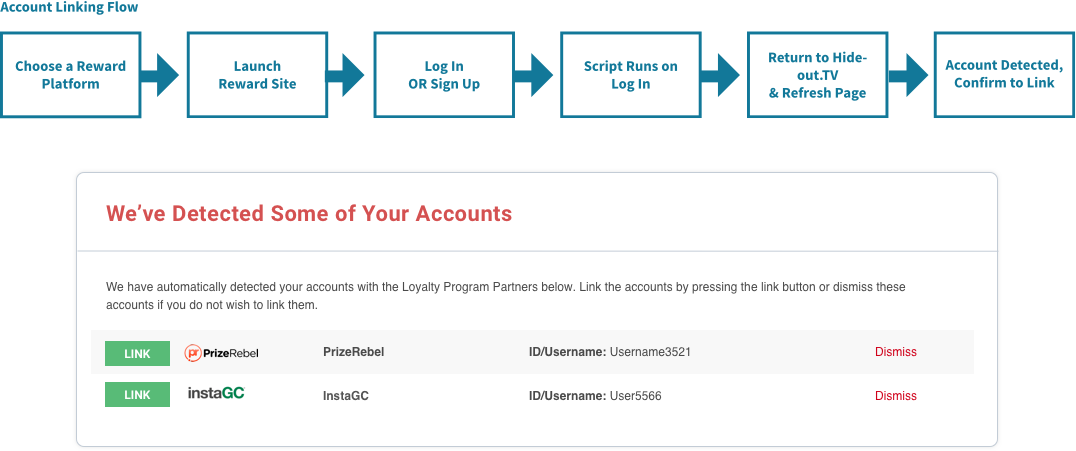 Account Linking Flow
Choose a Reward
Platform
Launch
Reward Site
Log In
OR Sign Up
Script Runs on
Log In
Return to Hide-
out.TV
& Refresh Page
Account Detected,
Confirm to Link
We've Detected Some of Your Accounts
We have automatically detected your accounts with the Loyalty Program Partners below. Link the accounts by pressing the link button or dismiss these
accounts if you do not wish to link them.
LINK pr PrizeRebel PrizeRebel ID/Username: Username3521 Dismiss
LINK instaGC InstaGC ID/Username: User5566 Dismiss